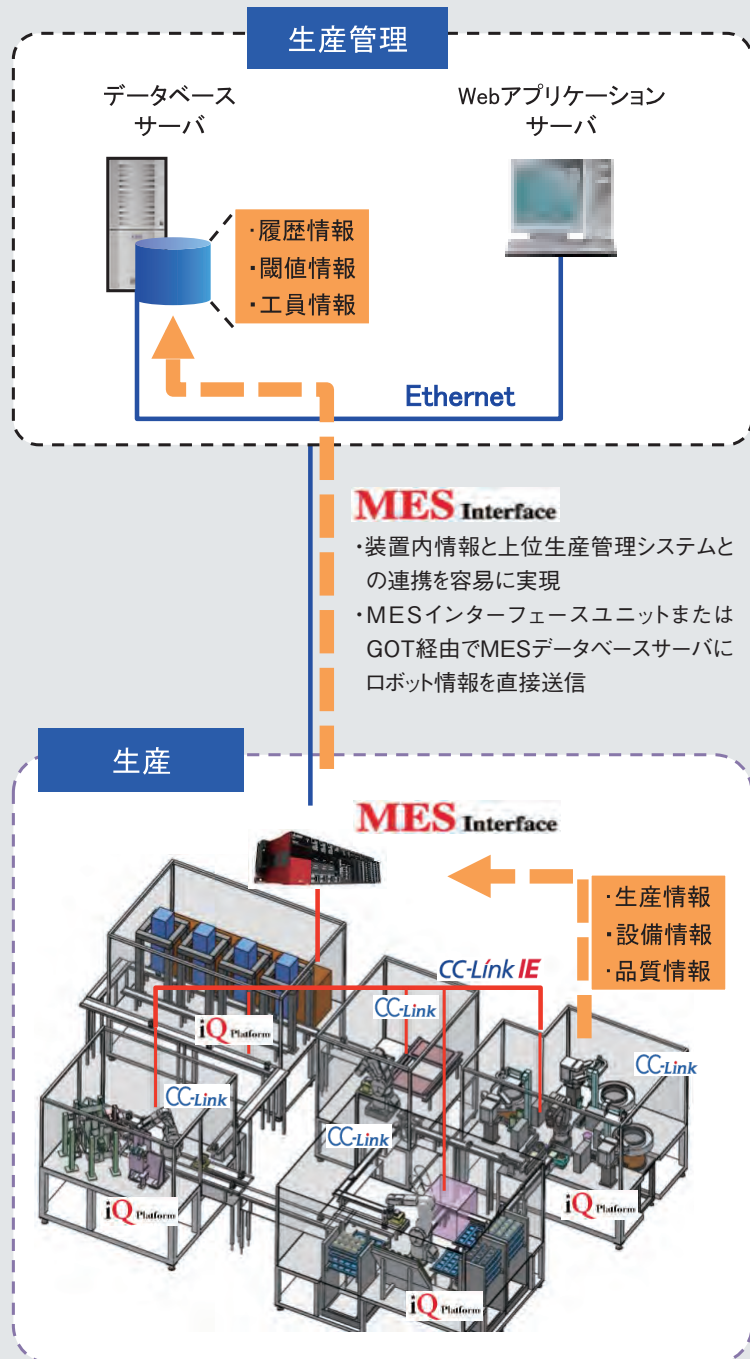 生産管理
データベース
サーバ
Webアプリケーション
サーバ
・履歴情報
・閾値情報
・工員情報
Ethernet
MES Interface
・装置内情報と上位生産管理システムと
の連携を容易に実現
・MESインターフェースユニットまたは
GOT経由でMESデータベースサーバに
ロボット情報を直接送信
生産
MES Interface
・生産情報
・設備情報
・品質情報
CC-Link IE
CC-Link
iQ Platform
CC-Link
CC-Link
CC-Link
iQ Platform
iQ Platform
iQ Platform